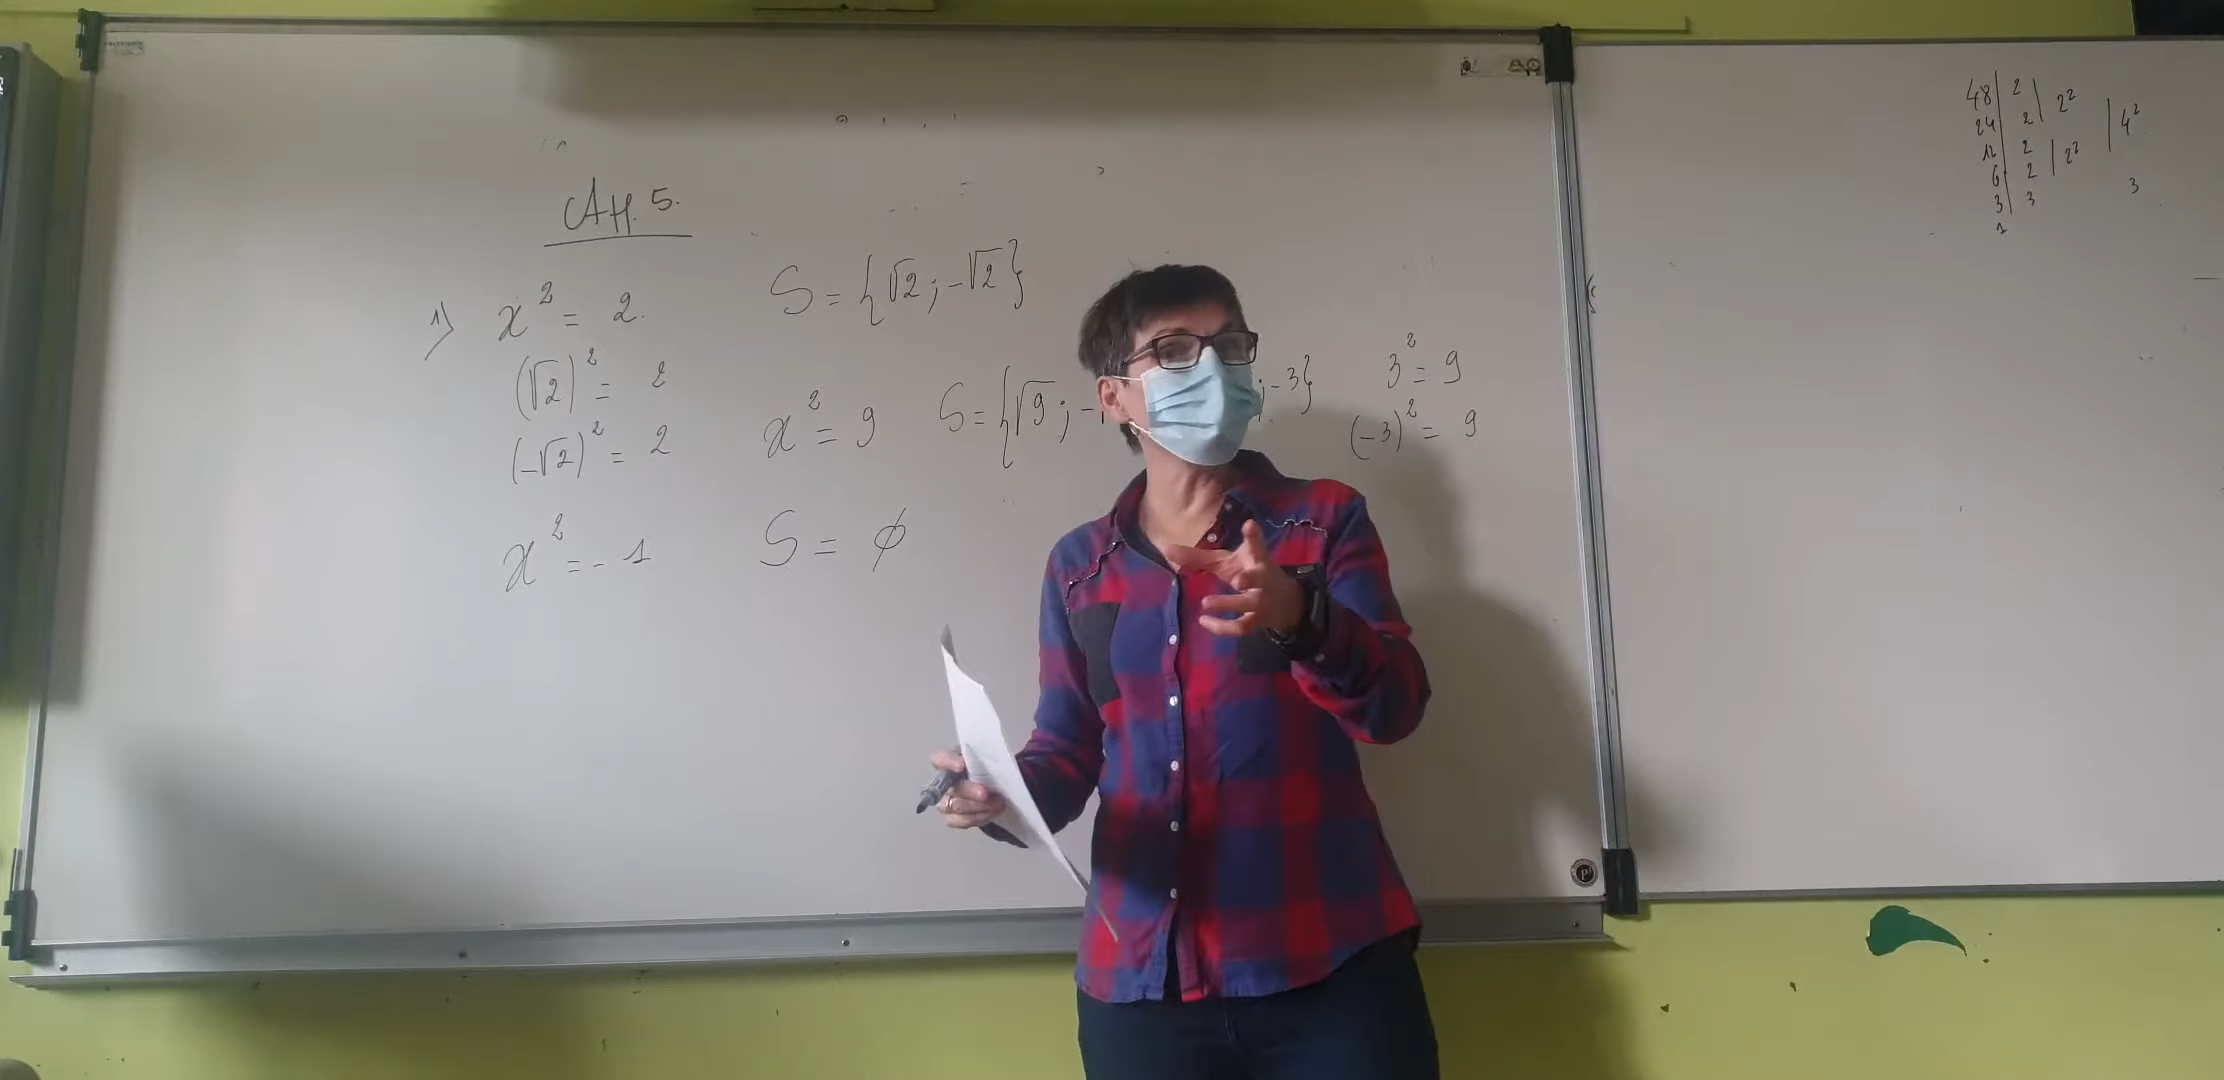 Att. 5.
1) x² = 2. S = {√2 ; -√2}
(√2)² = 2
(-√2)² = 2
x² = 9 S = {√9 ; - ; -3} 3² = 9
(-3)² = 9
x² = -1 S = ∅
48 | 2 | 2² | 4²
24 | 2
12 | 2 | 2²
6 | 2
3 | 3 3
1